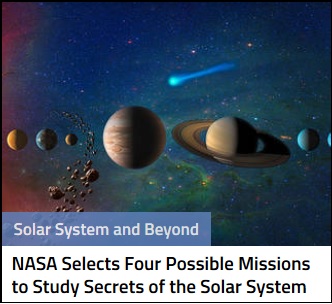 Solar System and Beyond
NASA Selects Four Possible Missions
to Study Secrets of the Solar System